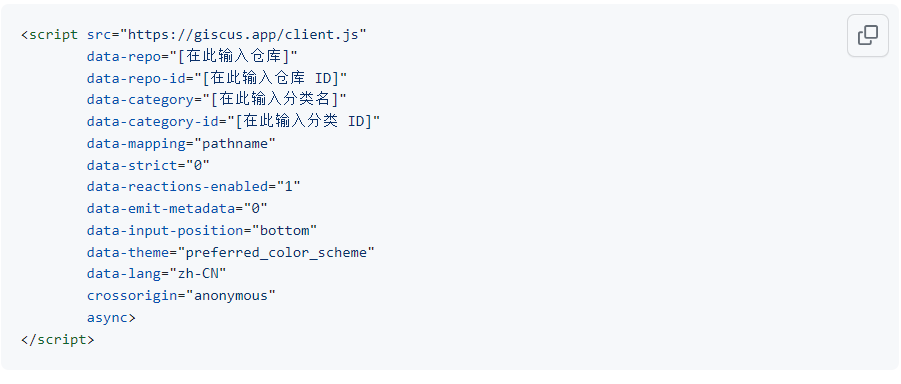 <script src="https://giscus.app/client.js"
        data-repo="[在此输入仓库]"
        data-repo-id="[在此输入仓库 ID]"
        data-category="[在此输入分类名]"
        data-category-id="[在此输入分类 ID]"
        data-mapping="pathname"
        data-strict="0"
        data-reactions-enabled="1"
        data-emit-metadata="0"
        data-input-position="bottom"
        data-theme="preferred_color_scheme"
        data-lang="zh-CN"
        crossorigin="anonymous"
        async>
</script>